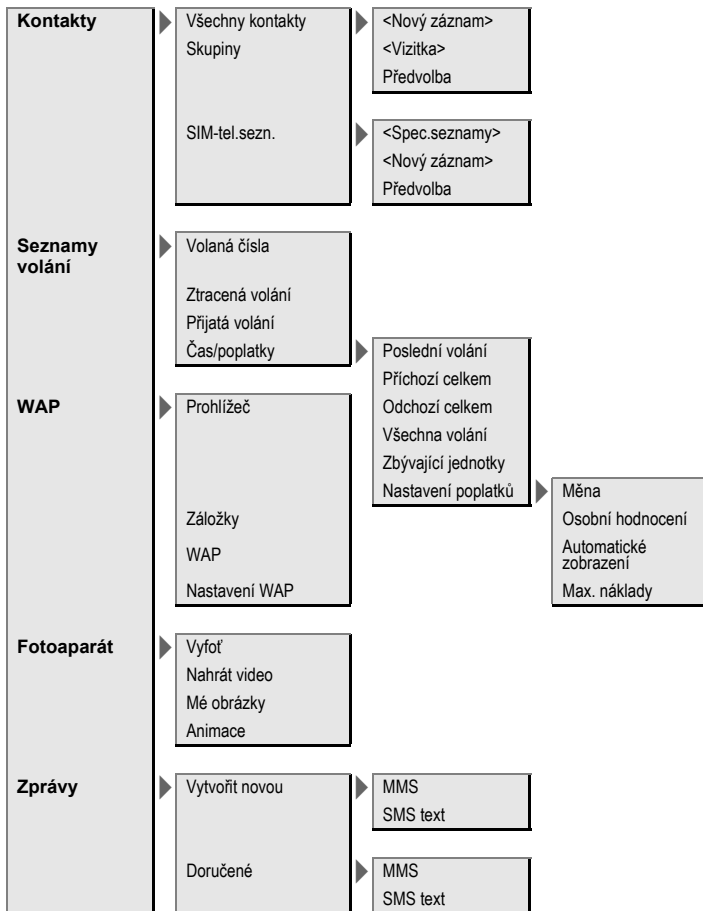 Kontakty
Všechny kontakty
<Nový záznam>
Skupiny
<Vizitka>
Předvolba
SIM-tel.sezn.
<Spec.seznamy>
<Nový záznam>
Předvolba
Seznamy
volání
Volaná čísla
Ztracená volání
Přijatá volání
Čas/poplatky
Poslední volání
Příchozí celkem
Odchozí celkem
Všechna volání
Zbývající jednotky
Nastavení poplatků
Měna
Osobní hodnocení
Automatické
zobrazení
Max. náklady
WAP
Prohlížeč
Záložky
WAP
Nastavení WAP
Fotoaparát
Vyfoť
Nahrát video
Mé obrázky
Animace
Zprávy
Vytvořit novou
MMS
SMS text
Doručené
MMS
SMS text